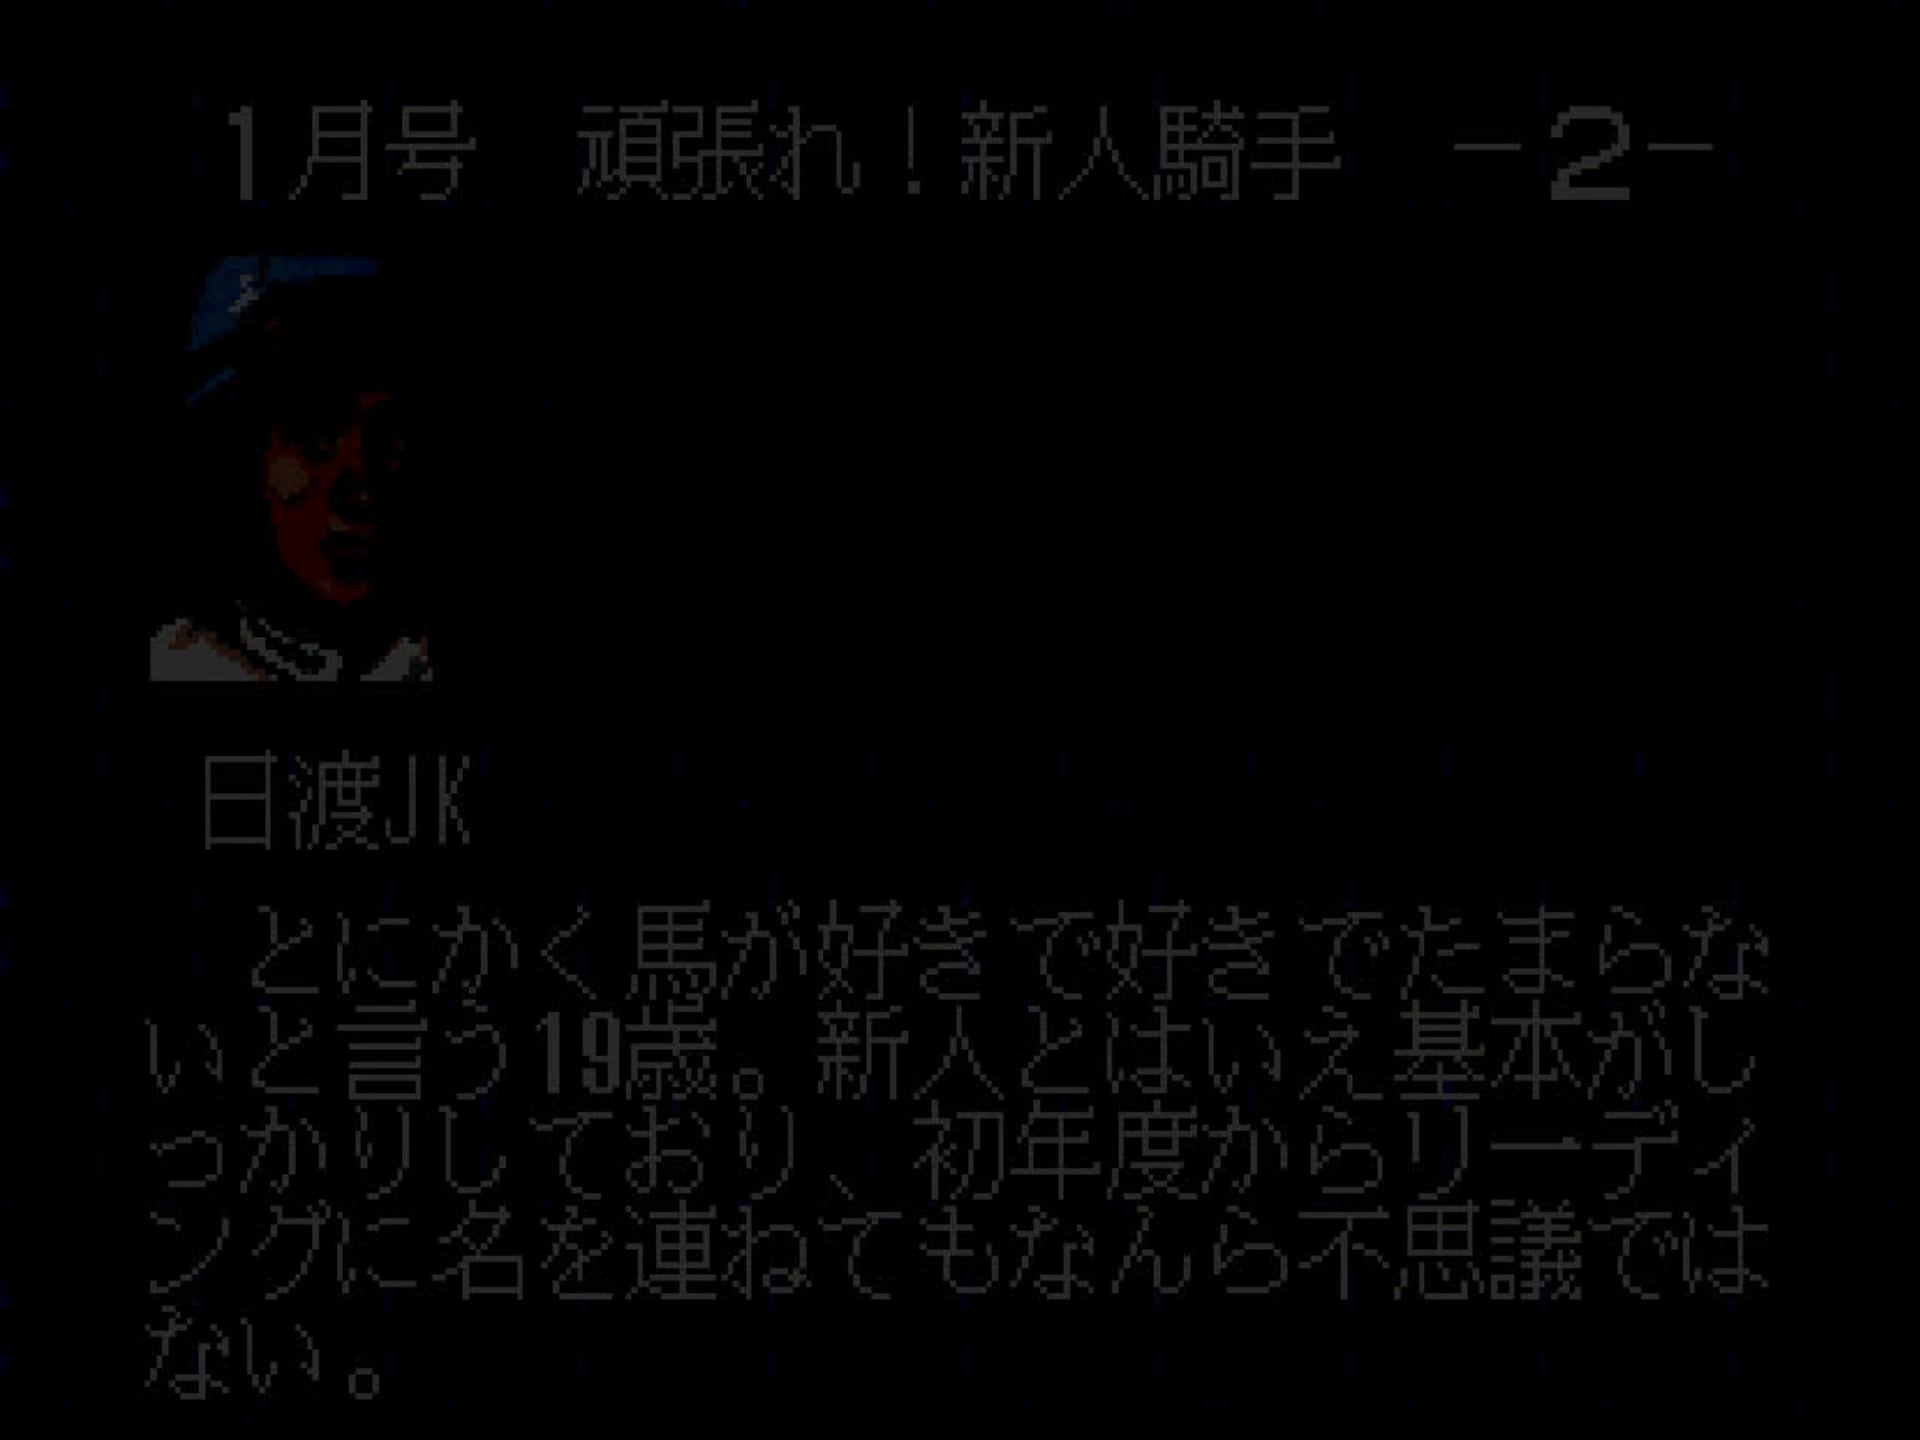 1月号　頑張れ！新人騎手　－2－
日渡JK
とにかく馬が好きで好きでたまらな
いと言う19歳。新人とはいえ基本がし
っかりしており、初年度からリーディ
ングに名を連ねてもなんら不思議では
ない。